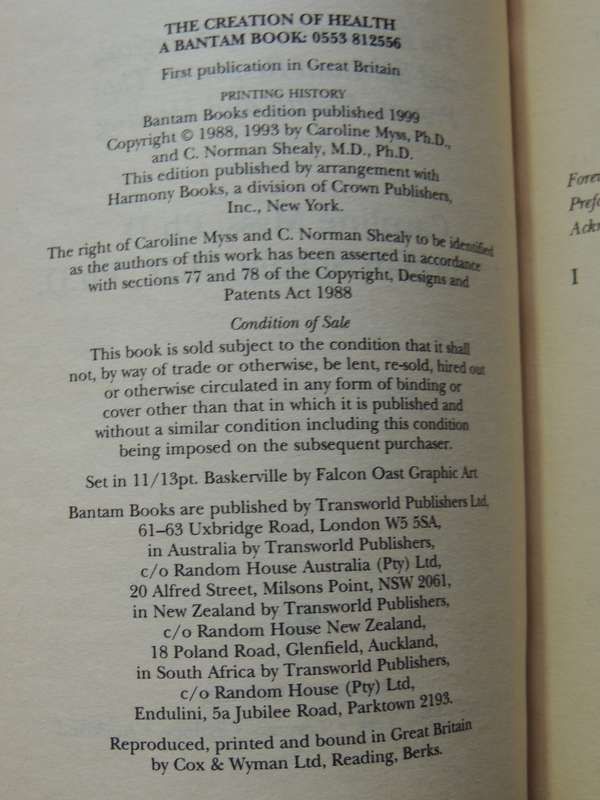 THE CREATION OF HEALTH
A BANTAM BOOK: 0553 812556
First publication in Great Britain
PRINTING HISTORY
Bantam Books edition published 1999
Copyright © 1988, 1993 by Caroline Myss, Ph.D.,
and C. Norman Shealy, M.D., Ph.D.
This edition published by arrangement with
Harmony Books, a division of Crown Publishers,
Inc., New York.
The right of Caroline Myss and C. Norman Shealy to be identified
as the authors of this work has been asserted in accordance
with sections 77 and 78 of the Copyright, Designs and
Patents Act 1988
Condition of Sale
This book is sold subject to the condition that it shall
not, by way of trade or otherwise, be lent, re-sold, hired out
or otherwise circulated in any form of binding or
cover other than that in which it is published and
without a similar condition including this condition
being imposed on the subsequent purchaser.
Set in 11/13pt. Baskerville by Falcon Oast Graphic Art
Bantam Books are published by Transworld Publishers Ltd,
61–63 Uxbridge Road, London W5 5SA,
in Australia by Transworld Publishers,
c/o Random House Australia (Pty) Ltd,
20 Alfred Street, Milsons Point, NSW 2061,
in New Zealand by Transworld Publishers,
c/o Random House New Zealand,
18 Poland Road, Glenfield, Auckland,
in South Africa by Transworld Publishers,
c/o Random House (Pty) Ltd,
Endulini, 5a Jubilee Road, Parktown 2193.
Reproduced, printed and bound in Great Britain
by Cox & Wyman Ltd, Reading, Berks.
I